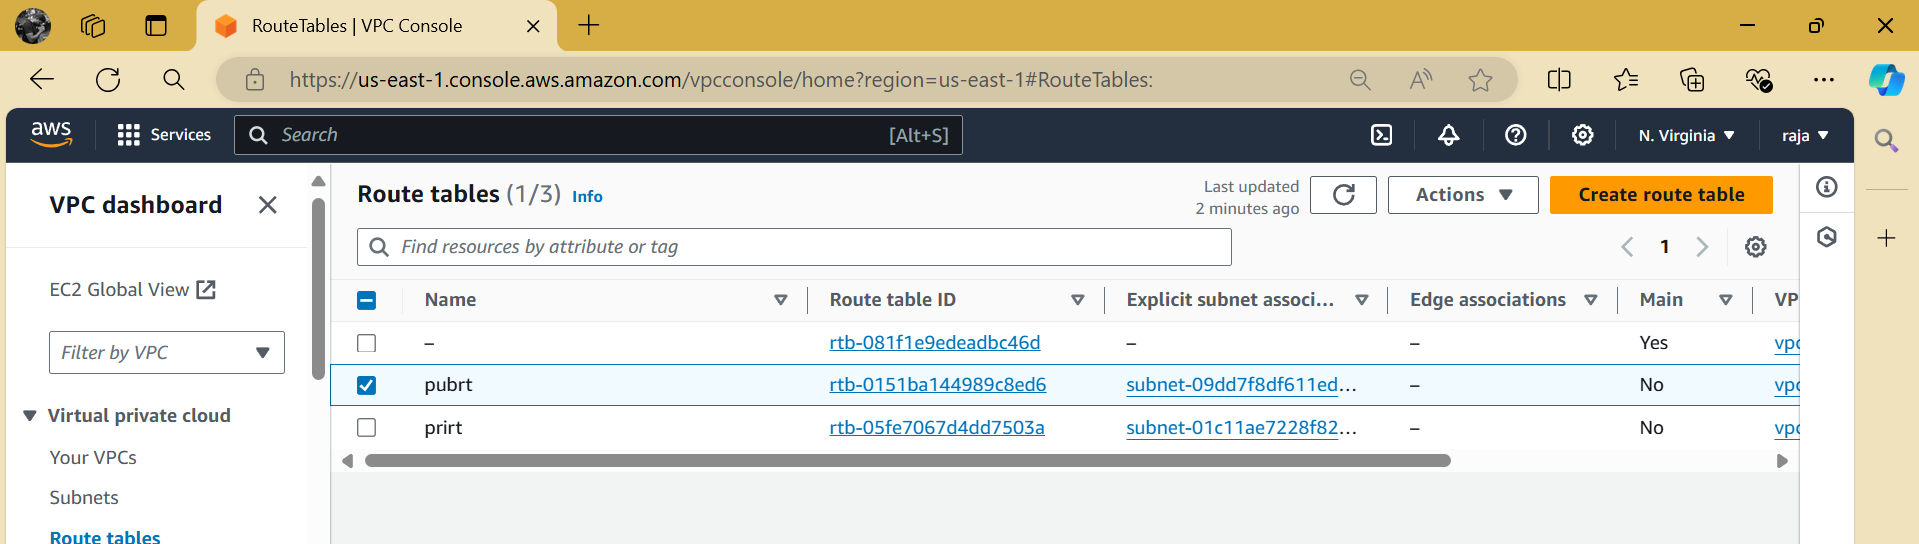 RouteTables | VPC Console
https://us-east-1.console.aws.amazon.com/vpcconsole/home?region=us-east-1#RouteTables:
aws Services Search [Alt+S] N. Virginia raja
VPC dashboard
EC2 Global View
Filter by VPC
Virtual private cloud
Your VPCs
Subnets
Route tables
Route tables (1/3) Info
Last updated
2 minutes ago
Actions
Create route table
Find resources by attribute or tag
1
Name Route table ID Explicit subnet associ... Edge associations Main VP
– rtb-081f1e9edeadbc46d – – Yes vpc
pubrt rtb-0151ba144989c8ed6 subnet-09dd7f8df611ed... – No vpc
prirt rtb-05fe7067d4dd7503a subnet-01c11ae7228f82... – No vpc